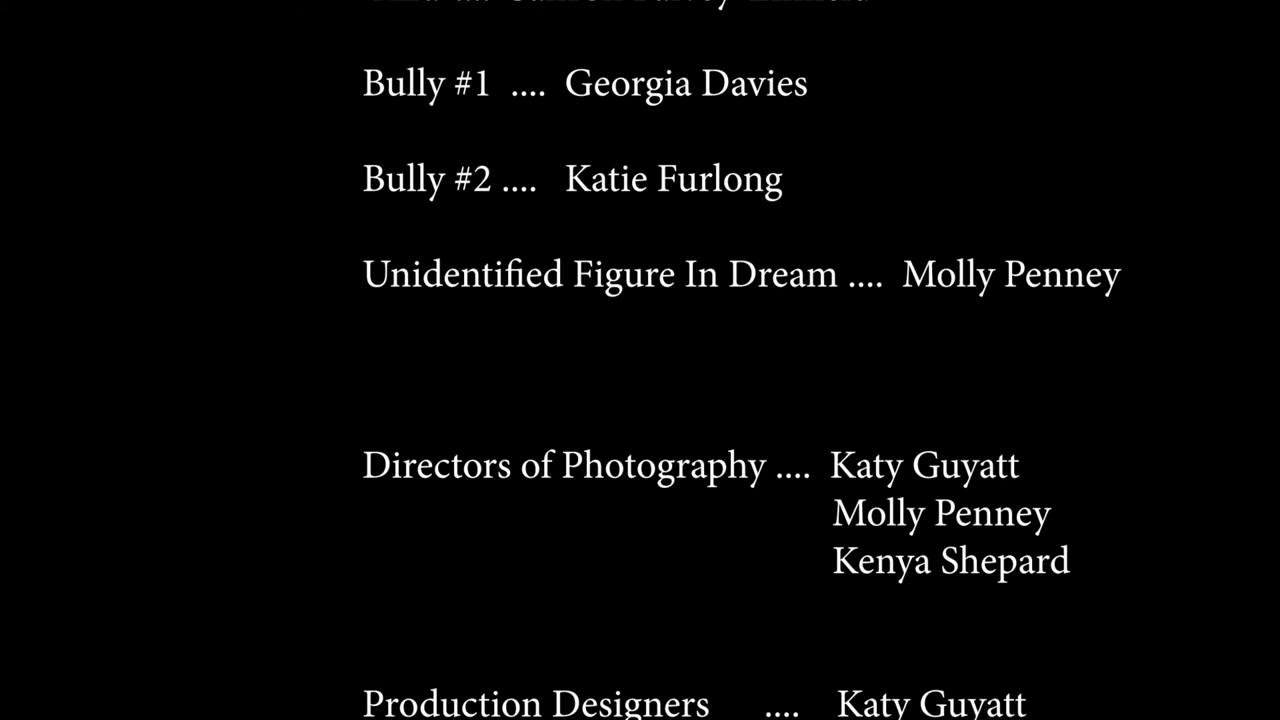 Bully #1 .... Georgia Davies
Bully #2 .... Katie Furlong
Unidentified Figure In Dream .... Molly Penney
Directors of Photography .... Katy Guyatt
Molly Penney
Kenya Shepard
Production Designers .... Katy Guyatt